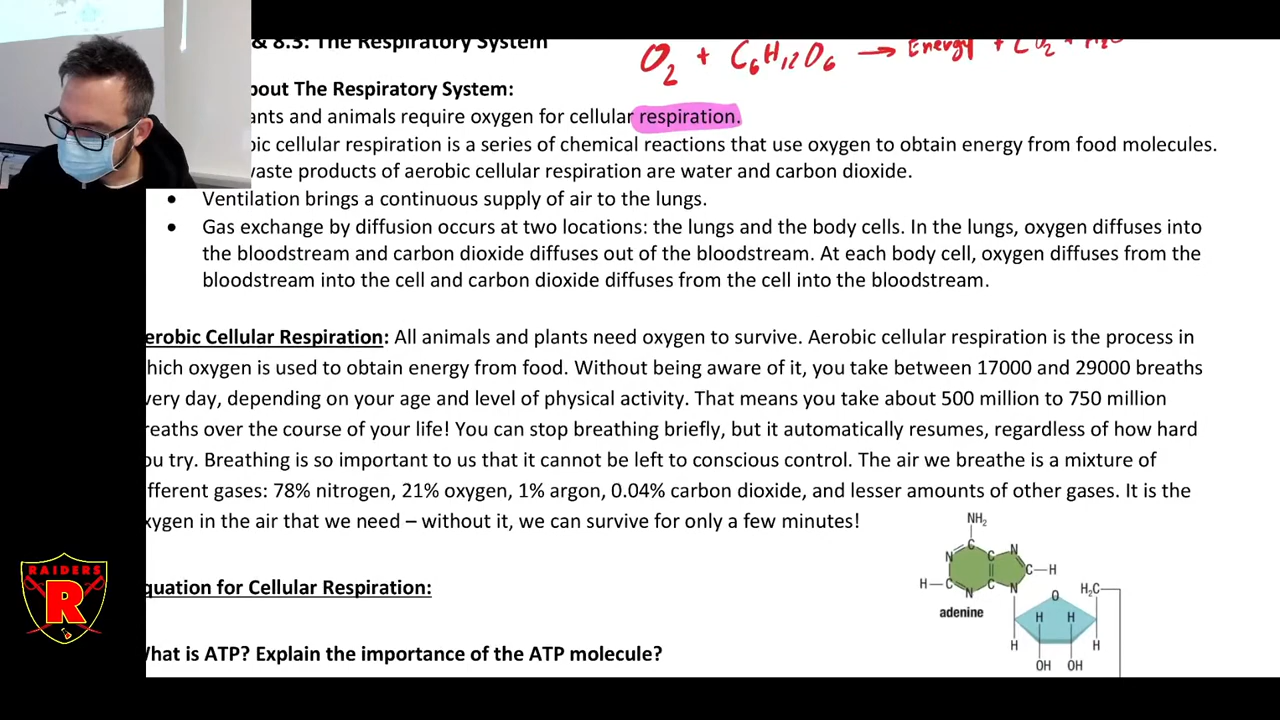 & 8.3: The Respiratory System
O2 + C6H12O6 → Energy + CO2 + H2O
bout The Respiratory System:
ants and animals require oxygen for cellular respiration.
bic cellular respiration is a series of chemical reactions that use oxygen to obtain energy from food molecules.
waste products of aerobic cellular respiration are water and carbon dioxide.
• Ventilation brings a continuous supply of air to the lungs.
• Gas exchange by diffusion occurs at two locations: the lungs and the body cells. In the lungs, oxygen diffuses into
the bloodstream and carbon dioxide diffuses out of the bloodstream. At each body cell, oxygen diffuses from the
bloodstream into the cell and carbon dioxide diffuses from the cell into the bloodstream.
erobic Cellular Respiration: All animals and plants need oxygen to survive. Aerobic cellular respiration is the process in
hich oxygen is used to obtain energy from food. Without being aware of it, you take between 17000 and 29000 breaths
very day, depending on your age and level of physical activity. That means you take about 500 million to 750 million
reaths over the course of your life! You can stop breathing briefly, but it automatically resumes, regardless of how hard
ou try. Breathing is so important to us that it cannot be left to conscious control. The air we breathe is a mixture of
fferent gases: 78% nitrogen, 21% oxygen, 1% argon, 0.04% carbon dioxide, and lesser amounts of other gases. It is the
xygen in the air that we need – without it, we can survive for only a few minutes!
NH2
N C C N C—H
H—C N C N
adenine
O H2C
H H
H H
OH OH
RAIDERS
R
quation for Cellular Respiration:
hat is ATP? Explain the importance of the ATP molecule?